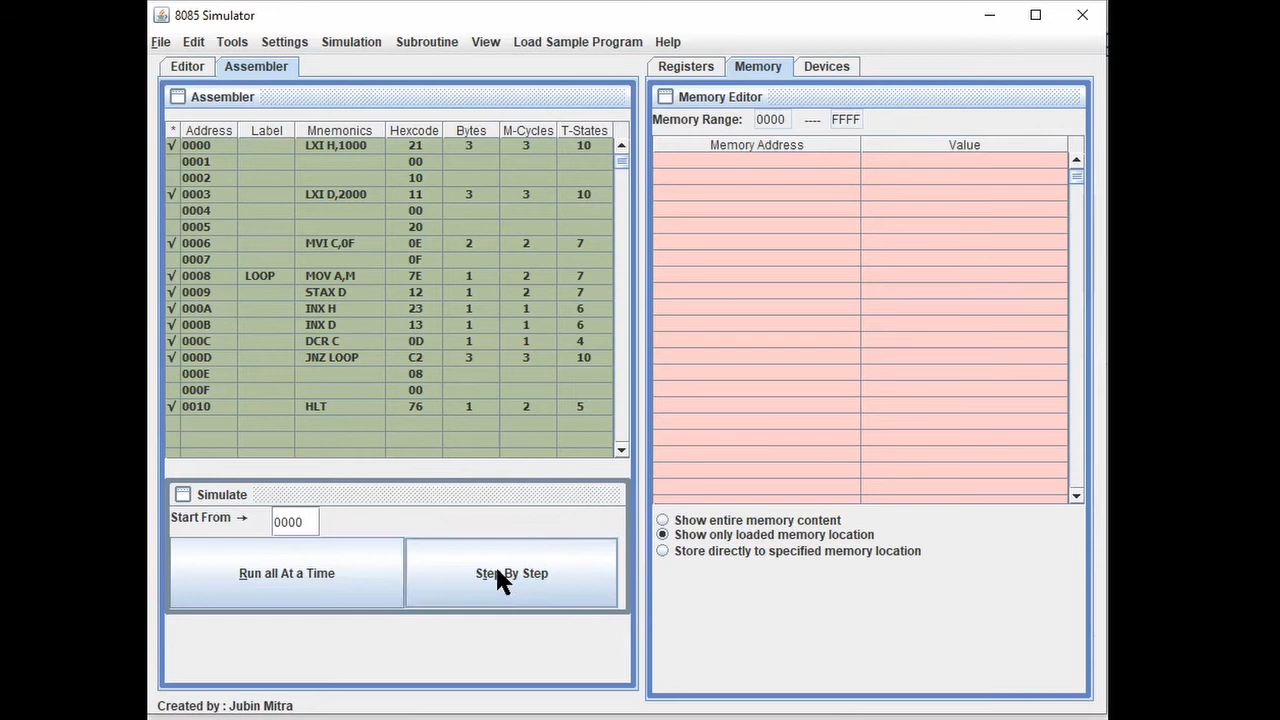 8085 Simulator
File Edit Tools Settings Simulation Subroutine View Load Sample Program Help
Editor Assembler
Assembler
* Address Label Mnemonics Hexcode Bytes M-Cycles T-States
√ 0000 LXI H,1000 21 3 3 10
0001 00
0002 10
√ 0003 LXI D,2000 11 3 3 10
0004 00
0005 20
√ 0006 MVI C,0F 0E 2 2 7
0007 0F
√ 0008 LOOP MOV A,M 7E 1 2 7
√ 0009 STAX D 12 1 2 7
√ 000A INX H 23 1 1 6
√ 000B INX D 13 1 1 6
√ 000C DCR C 0D 1 1 4
√ 000D JNZ LOOP C2 3 3 10
000E 08
000F 00
√ 0010 HLT 76 1 2 5
Simulate
Start From → 0000
Run all At a Time Step By Step
Created by : Jubin Mitra
Registers Memory Devices
Memory Editor
Memory Range: 0000 ---- FFFF
Memory Address Value
Show entire memory content
Show only loaded memory location
Store directly to specified memory location